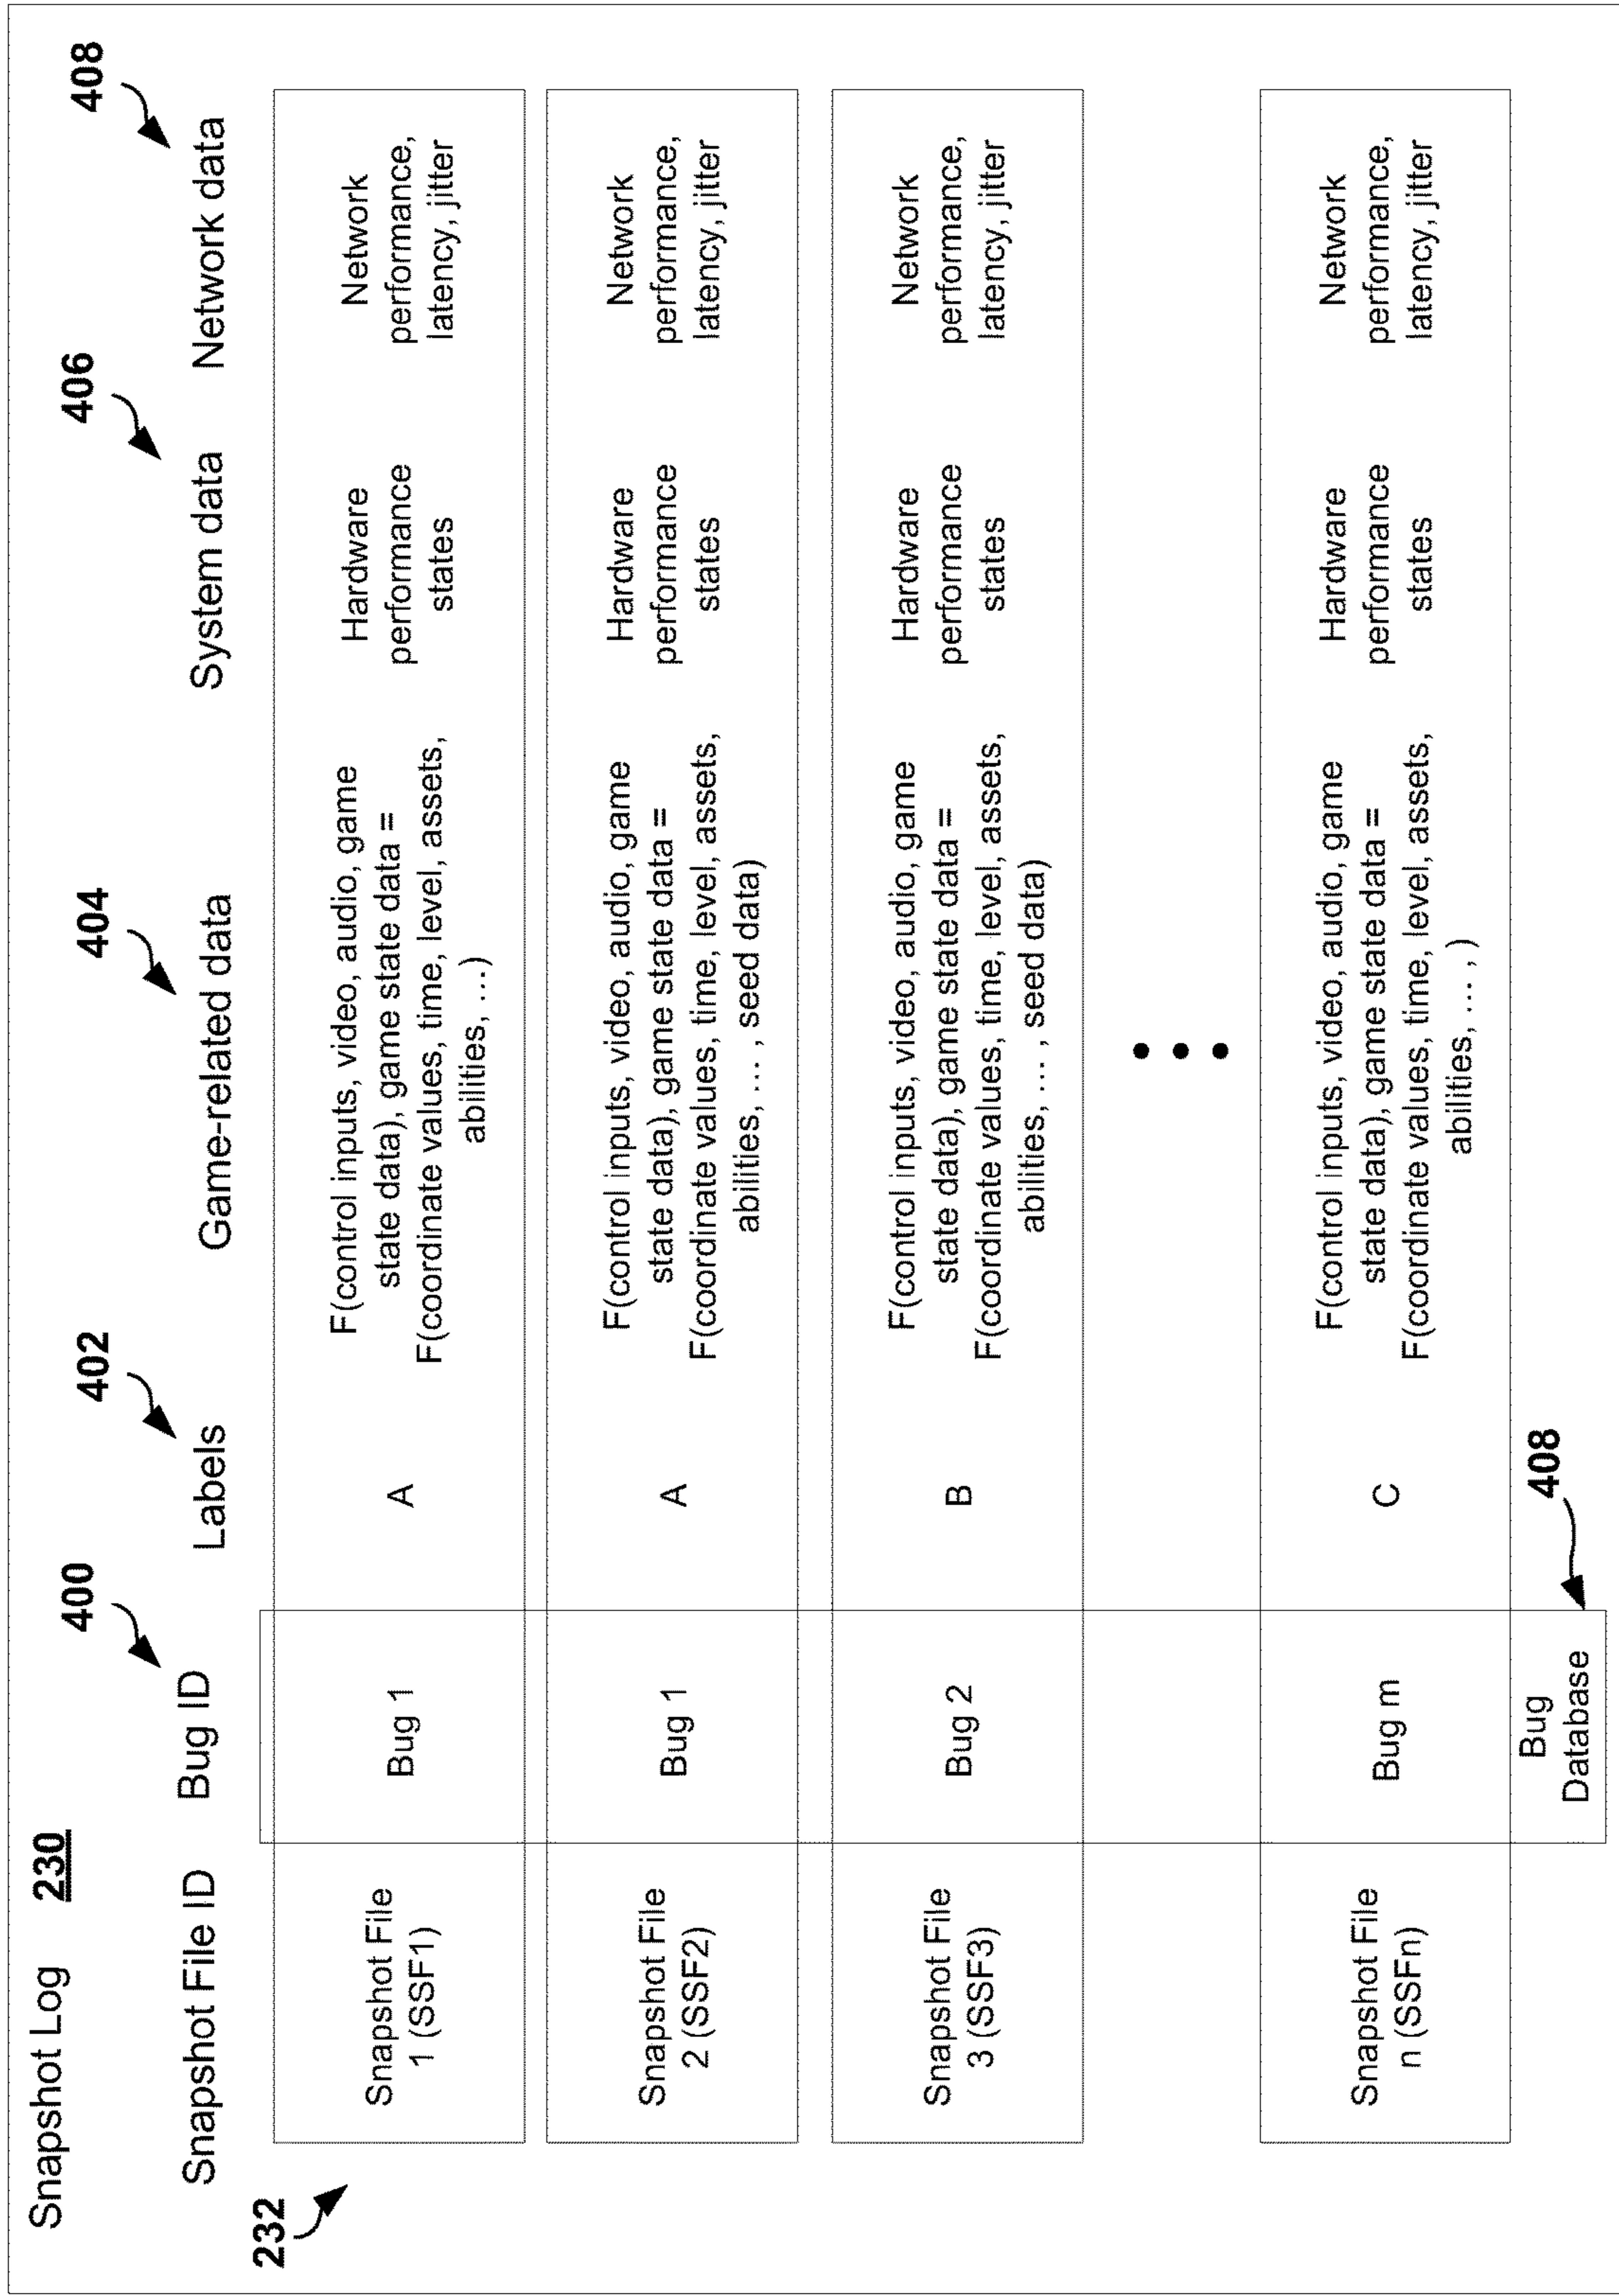 Snapshot Log 230
408
406
404
402
400
Snapshot File ID
Bug ID
Labels
Game-related data
System data
Network data
232
Snapshot File
1 (SSF1)
Bug 1
A
F(control inputs, video, audio, game
state data), game state data =
F(coordinate values, time, level, assets,
abilities, ...)
Hardware
performance
states
Network
performance,
latency, jitter
Snapshot File
2 (SSF2)
Bug 1
A
F(control inputs, video, audio, game
state data), game state data =
F(coordinate values, time, level, assets,
abilities, ... , seed data)
Hardware
performance
states
Network
performance,
latency, jitter
Snapshot File
3 (SSF3)
Bug 2
B
F(control inputs, video, audio, game
state data), game state data =
F(coordinate values, time, level, assets,
abilities, ... , seed data)
Hardware
performance
states
Network
performance,
latency, jitter
Snapshot File
n (SSFn)
Bug m
C
F(control inputs, video, audio, game
state data), game state data =
F(coordinate values, time, level, assets,
abilities, ... , )
Hardware
performance
states
Network
performance,
latency, jitter
Bug
Database
408